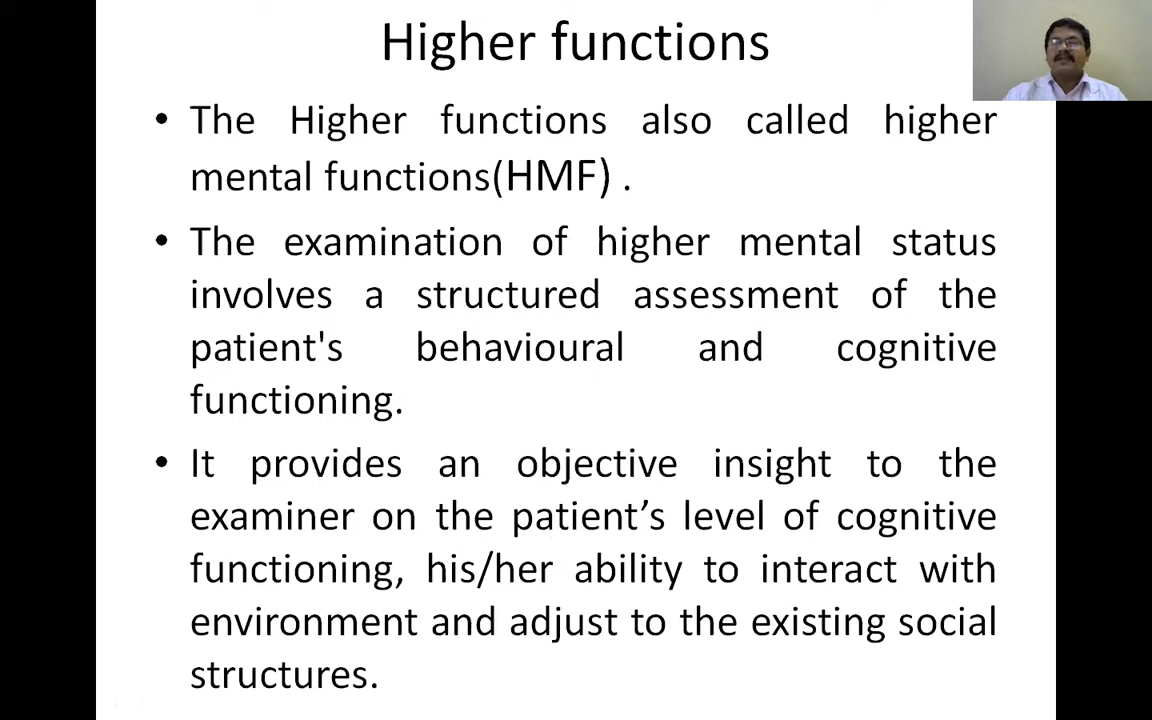 Higher functions
• The Higher functions also called higher
mental functions(HMF) .
• The examination of higher mental status
involves a structured assessment of the
patient's behavioural and cognitive
functioning.
• It provides an objective insight to the
examiner on the patient’s level of cognitive
functioning, his/her ability to interact with
environment and adjust to the existing social
structures.